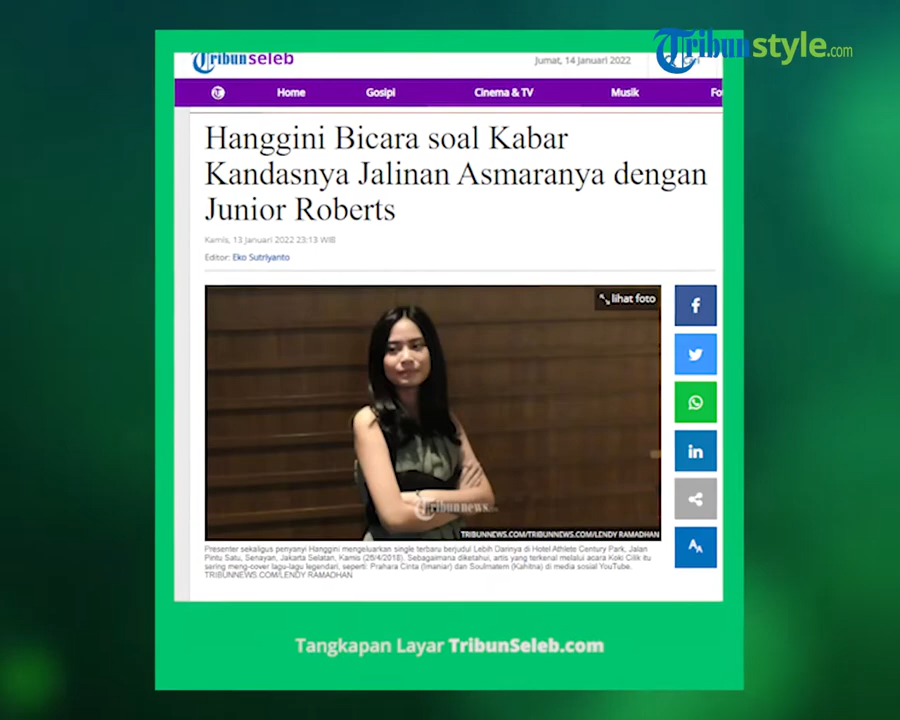 Tribunstyle.com
Tribunseleb
Jumat, 14 Januari 2022
Cari
Home Gosipi Cinema & TV Musik
Hanggini Bicara soal Kabar
Kandasnya Jalinan Asmaranya dengan
Junior Roberts
Kamis, 13 Januari 2022 23:13 WIB
Editor: Eko Sutriyanto
lihat foto
Tribunnews.com
TRIBUNNEWS.COM/TRIBUNNEWS.COM/LENDY RAMADHAN
Presenter sekaligus penyanyi Hanggini mengeluarkan single terbaru berjudul Lebih Darinya di Hotel Athlete Century Park, Jalan
Pintu Satu, Senayan, Jakarta Selatan, Kamis (26/4/2018). Sebagaimana diketahui, artis yang terkenal melalui acara Koki Cilik itu
sering meng-cover lagu-lagu legendari, seperti: Prahara Cinta (Imaniar) dan Soulmatem (Kahitna) di media sosial YouTube.
TRIBUNNEWS.COM/LENDY RAMADHAN
Tangkapan Layar TribunSeleb.com